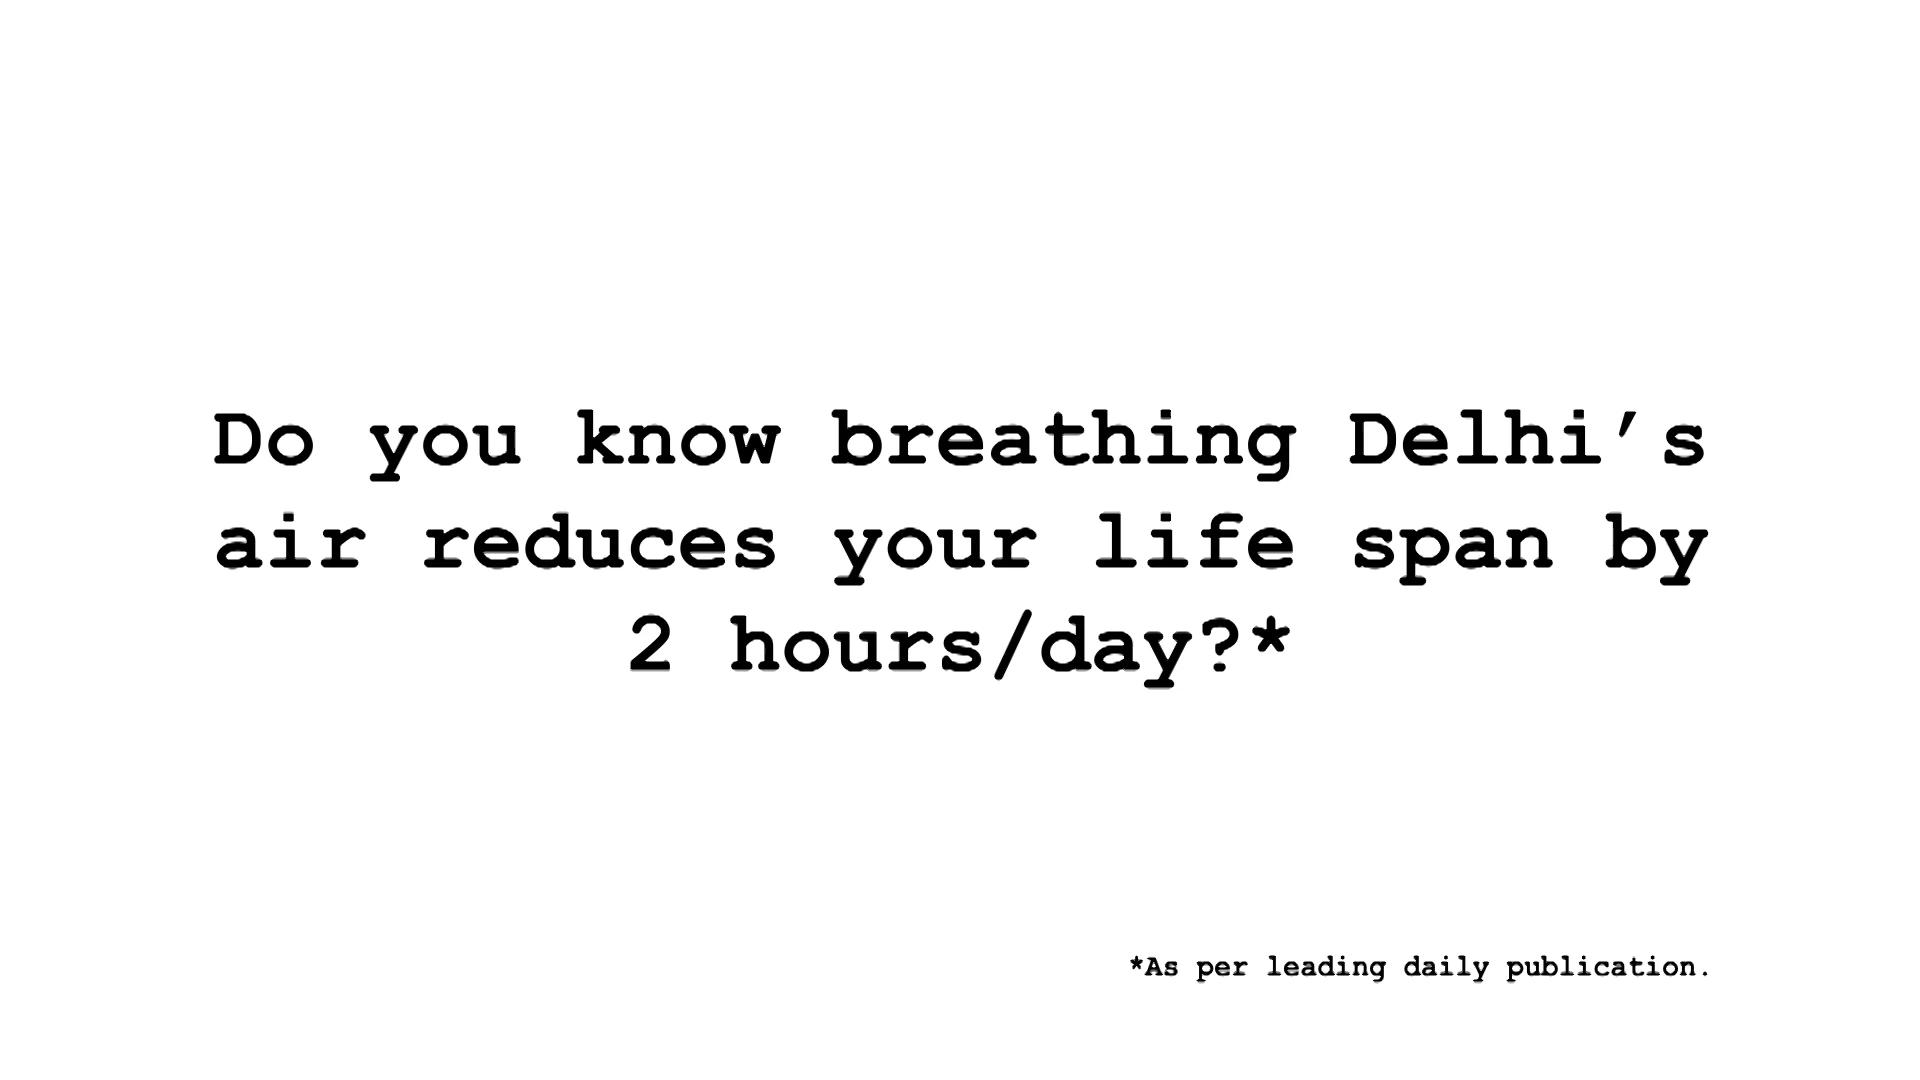 Do you know breathing Delhi’s
air reduces your life span by
2 hours/day?*
*As per leading daily publication.